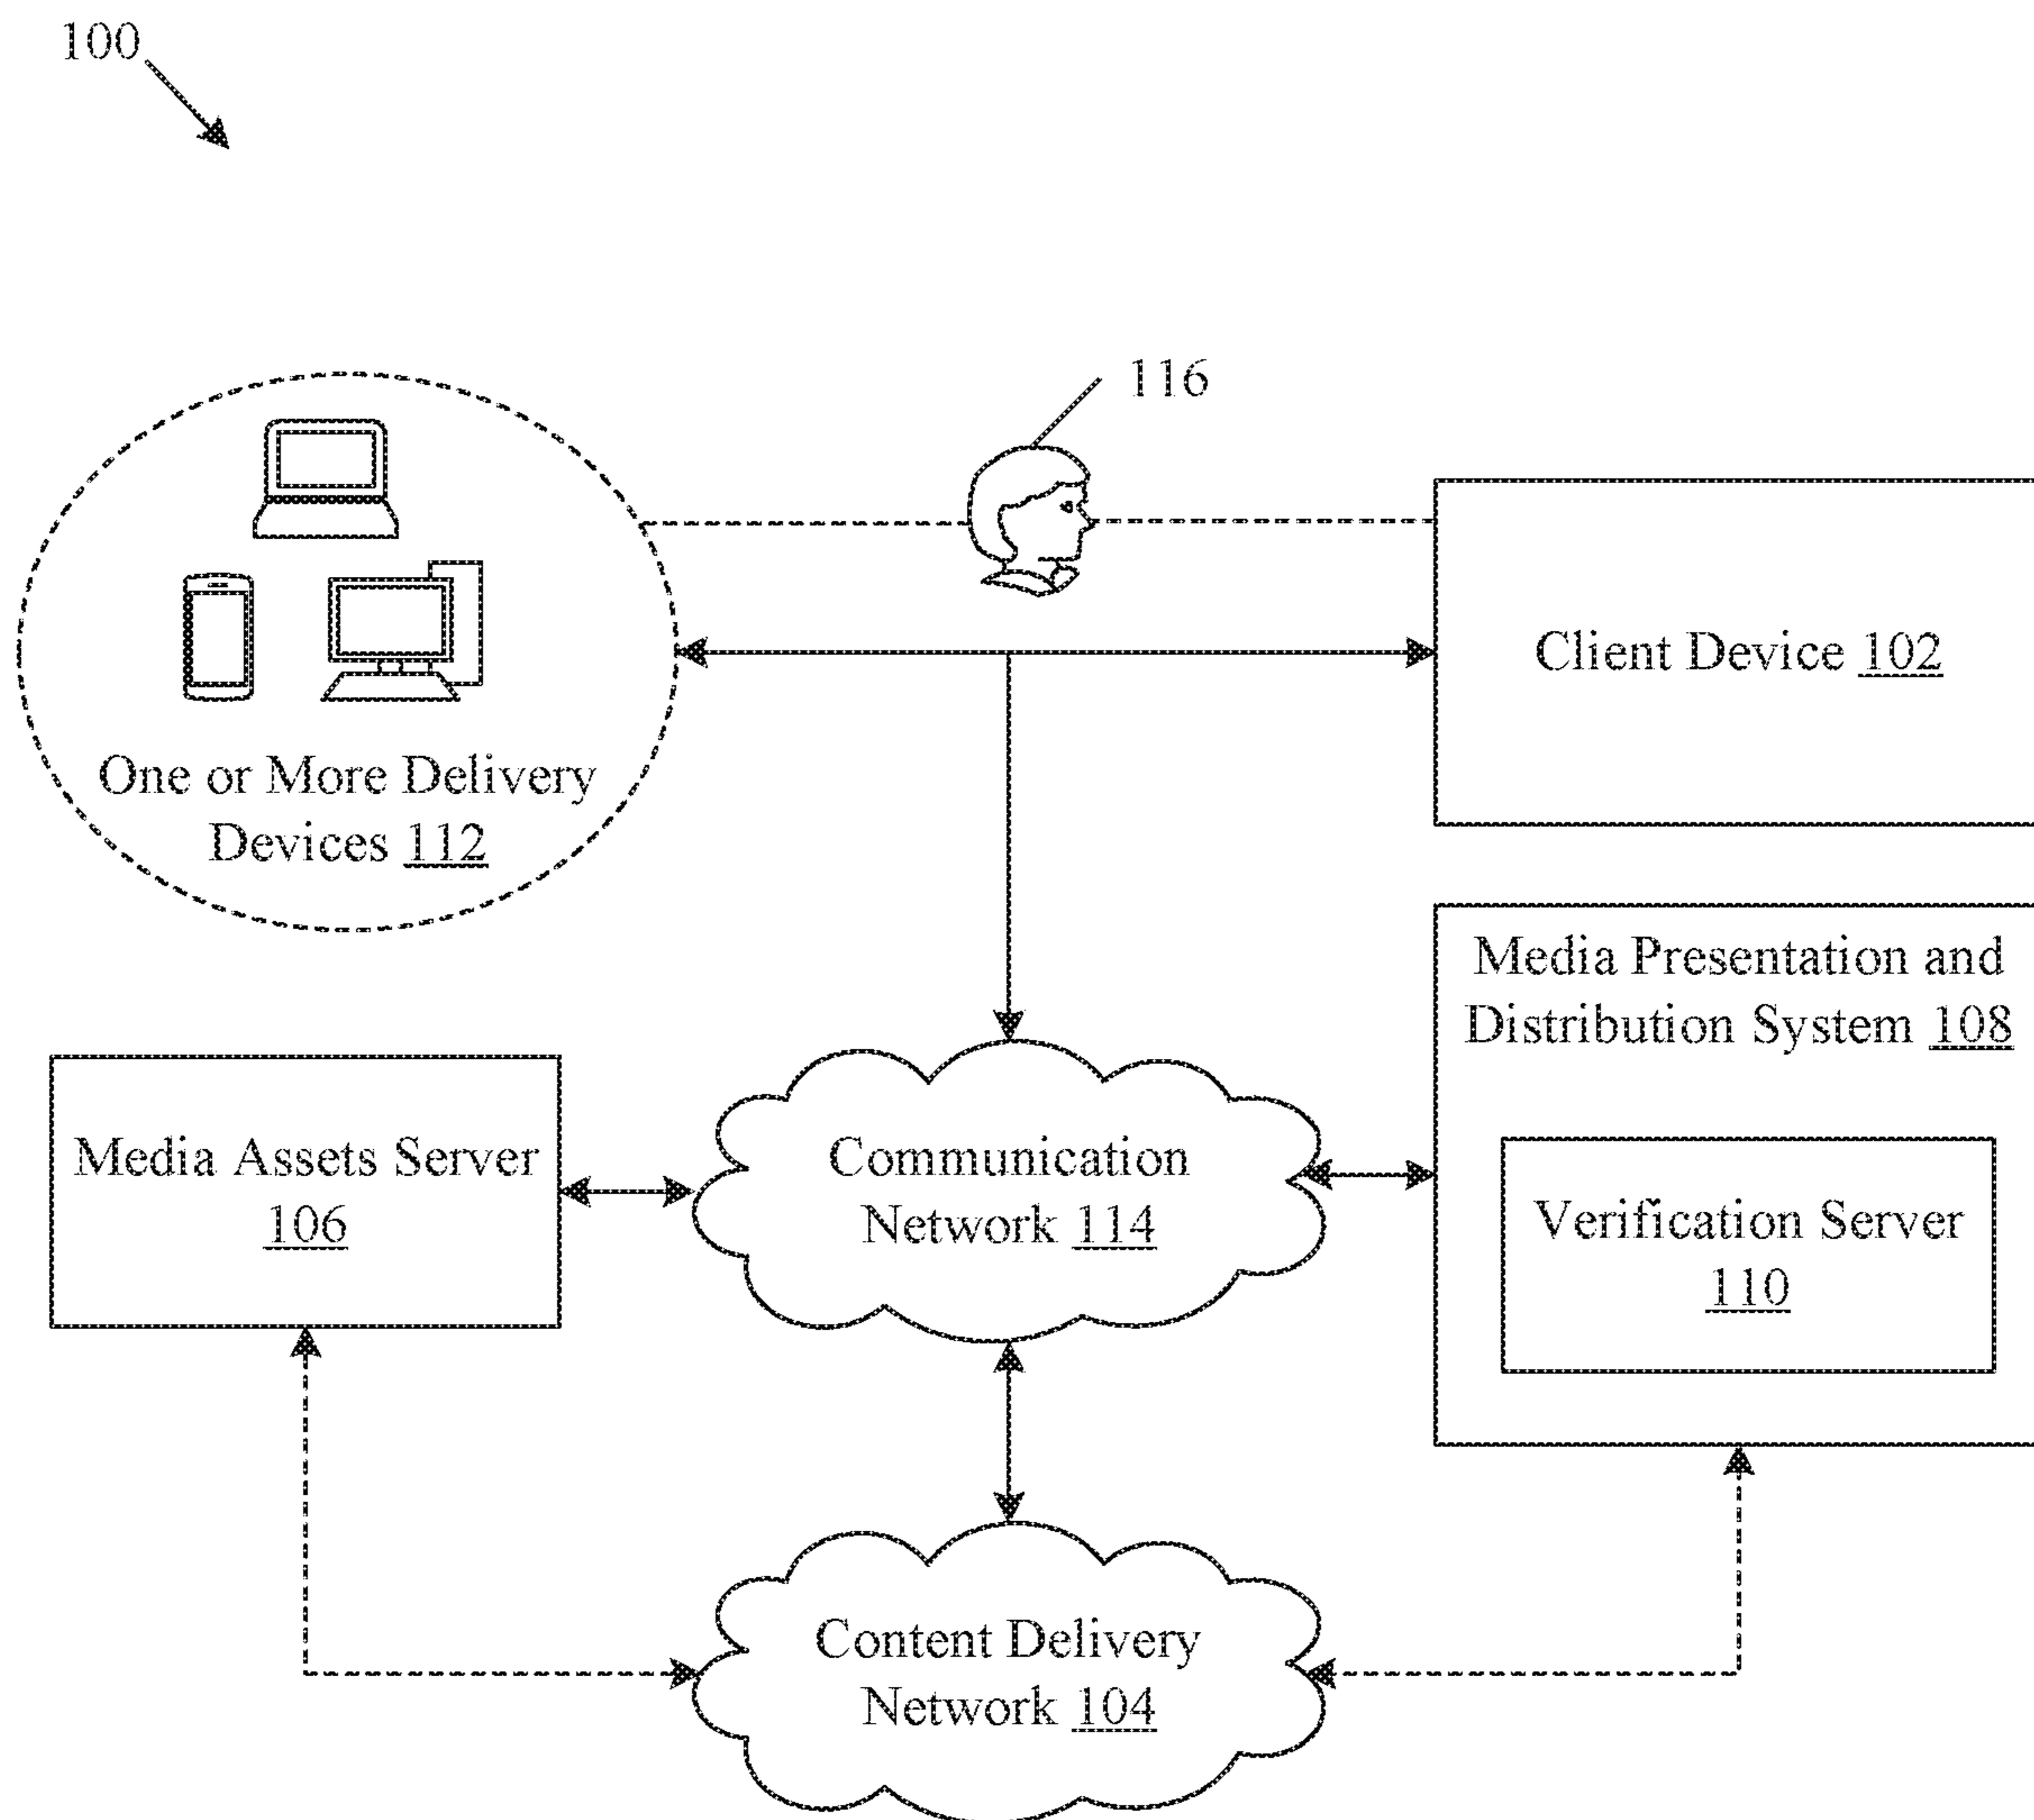 100
116
Client Device 102
One or More Delivery
Devices 112
Media Presentation and
Distribution System 108
Media Assets Server
106
Communication
Network 114
Verification Server
110
Content Delivery
Network 104